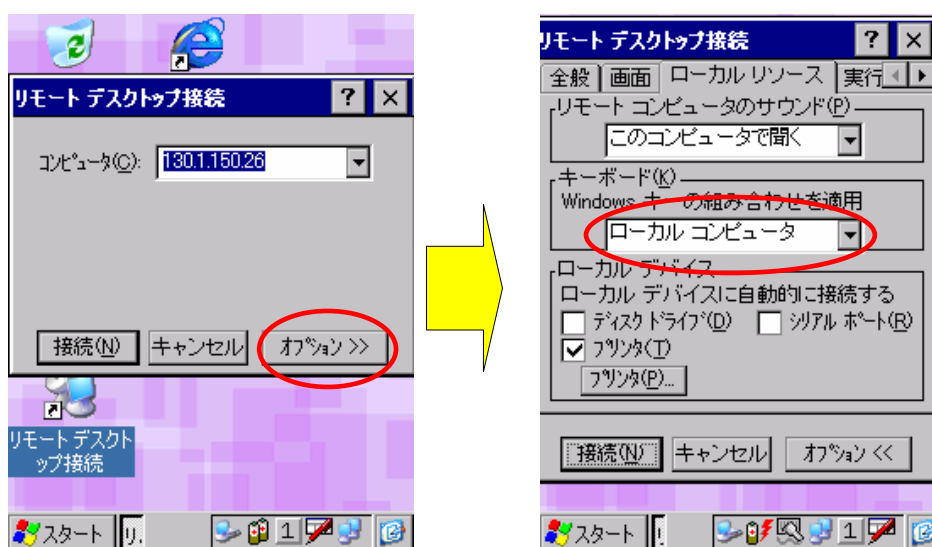 リモート デスクトップ接続
?
×
コンピュータ(C):
130.1.150.26
接続(N)
キャンセル
オプション >>
リモート デスクト
ップ接続
スタート
リ.
1
リモート デスクトップ接続
?
×
全般
画面
ローカル リソース
実行
リモート コンピュータのサウンド(P)
このコンピュータで聞く
キーボード(K)
Windows キーの組み合わせを適用
ローカル コンピュータ
ローカル デバイス
ローカル デバイスに自動的に接続する
ディスク ドライブ(D)
シリアル ポート(R)
プリンタ(T)
プリンタ(P)...
接続(N)
キャンセル
オプション <<
スタート
1